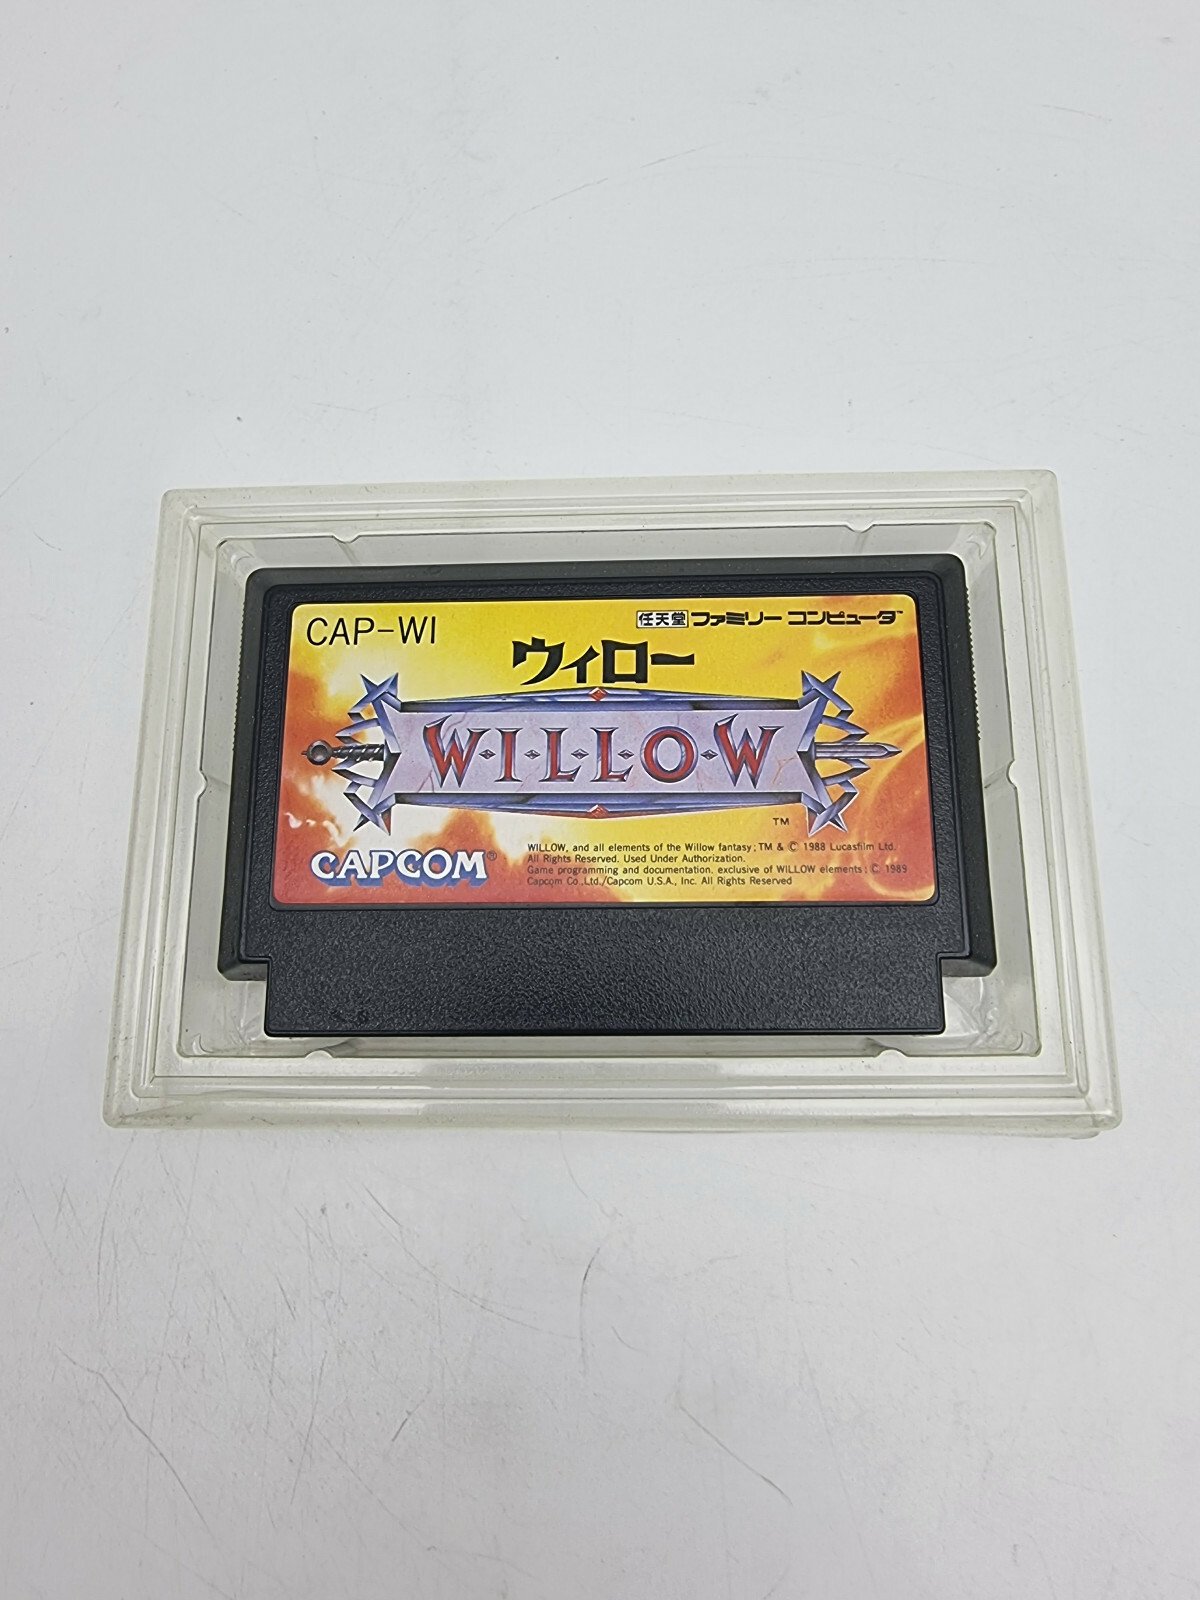 CAP-WI
任天堂 ファミリー コンピュータ™
ウィロー
W·I·L·L·O·W
TM
CAPCOM®
WILLOW, and all elements of the Willow fantasy; TM & © 1988 Lucasfilm Ltd.
All Rights Reserved. Used Under Authorization.
Game programming and documentation. exclusive of WILLOW elements; © 1989
Capcom Co.,Ltd./Capcom U.S.A., Inc. All Rights Reserved